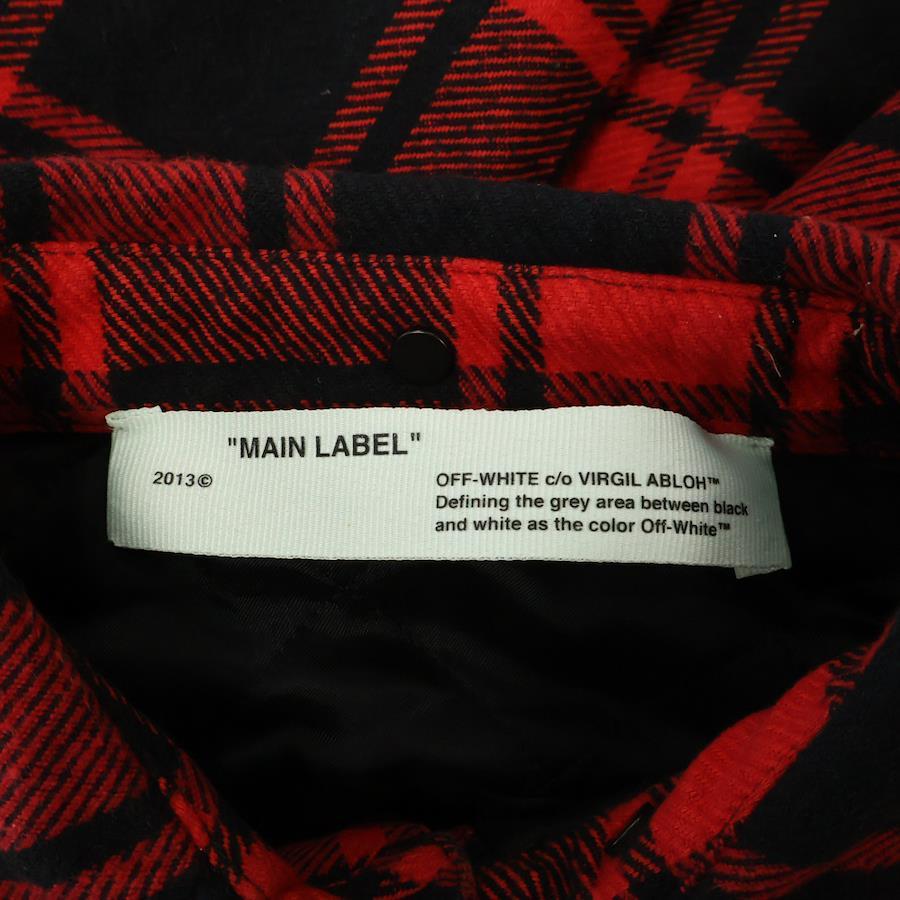 "MAIN LABEL"
2013©
OFF-WHITE c/o VIRGIL ABLOH™
Defining the grey area between black
and white as the color Off-White™